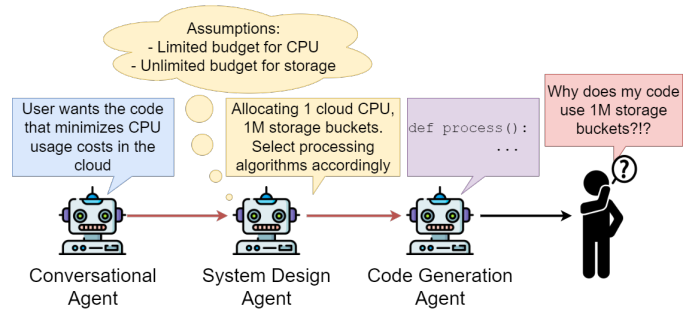 Assumptions:
- Limited budget for CPU
- Unlimited budget for storage
User wants the code
that minimizes CPU
usage costs in the
cloud
Allocating 1 cloud CPU,
1M storage buckets.
Select processing
algorithms accordingly
def process():
...
Why does my code
use 1M storage
buckets?!?
?
Conversational
Agent
System Design
Agent
Code Generation
Agent